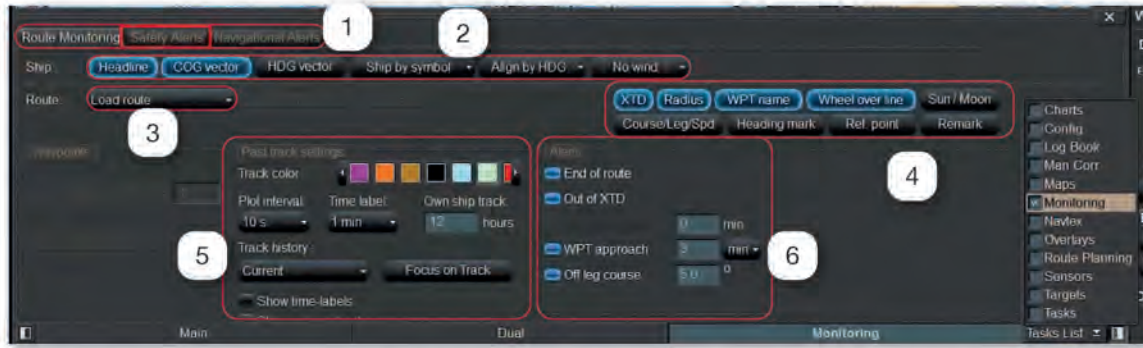 1
2
Route Monitoring Safety Alerts Navigational Alerts
Ship: Headline COG vector HDG vector Ship by symbol Align by HDG No wind
Route: Load route
3
XTD Radius WPT name Wheel over line Sun / Moon
Course/Leg/Spd Heading mark Ref. point Remark
4
Waypoint
Past track settings
Track color
Plot interval: Time label: Own ship track:
10 s 1 min 12 hours
Track history
Current Focus on Track
Show time-labels
5
Alerts
End of route
Out of XTD
0 min
WPT approach 3 min
Off leg course 5.0 °
6
Charts
Config
Log Book
Man Corr
Maps
Monitoring
Navtex
Overlays
Route Planning
Sensors
Targets
Tasks
Main Dual Monitoring Tasks List